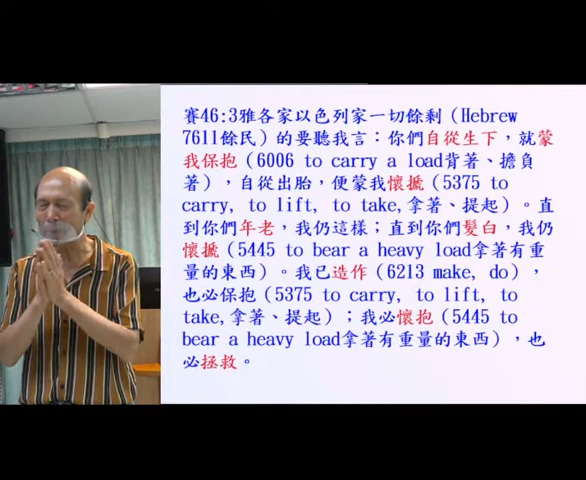 賽46:3雅各家以色列家一切餘剩（Hebrew
7611餘民）的要聽我言：你們自從生下，就蒙
我保抱（6006 to carry a load背著、擔負
著），自從出胎，便蒙我懷搋（5375 to
carry, to lift, to take,拿著、提起）。直
到你們年老，我仍這樣；直到你們髮白，我仍
懷搋（5445 to bear a heavy load拿著有重
量的東西）。我已造作（6213 make, do），
也必保抱（5375 to carry, to lift, to
take,拿著、提起）；我必懷抱（5445 to
bear a heavy load拿著有重量的東西），也
必拯救。